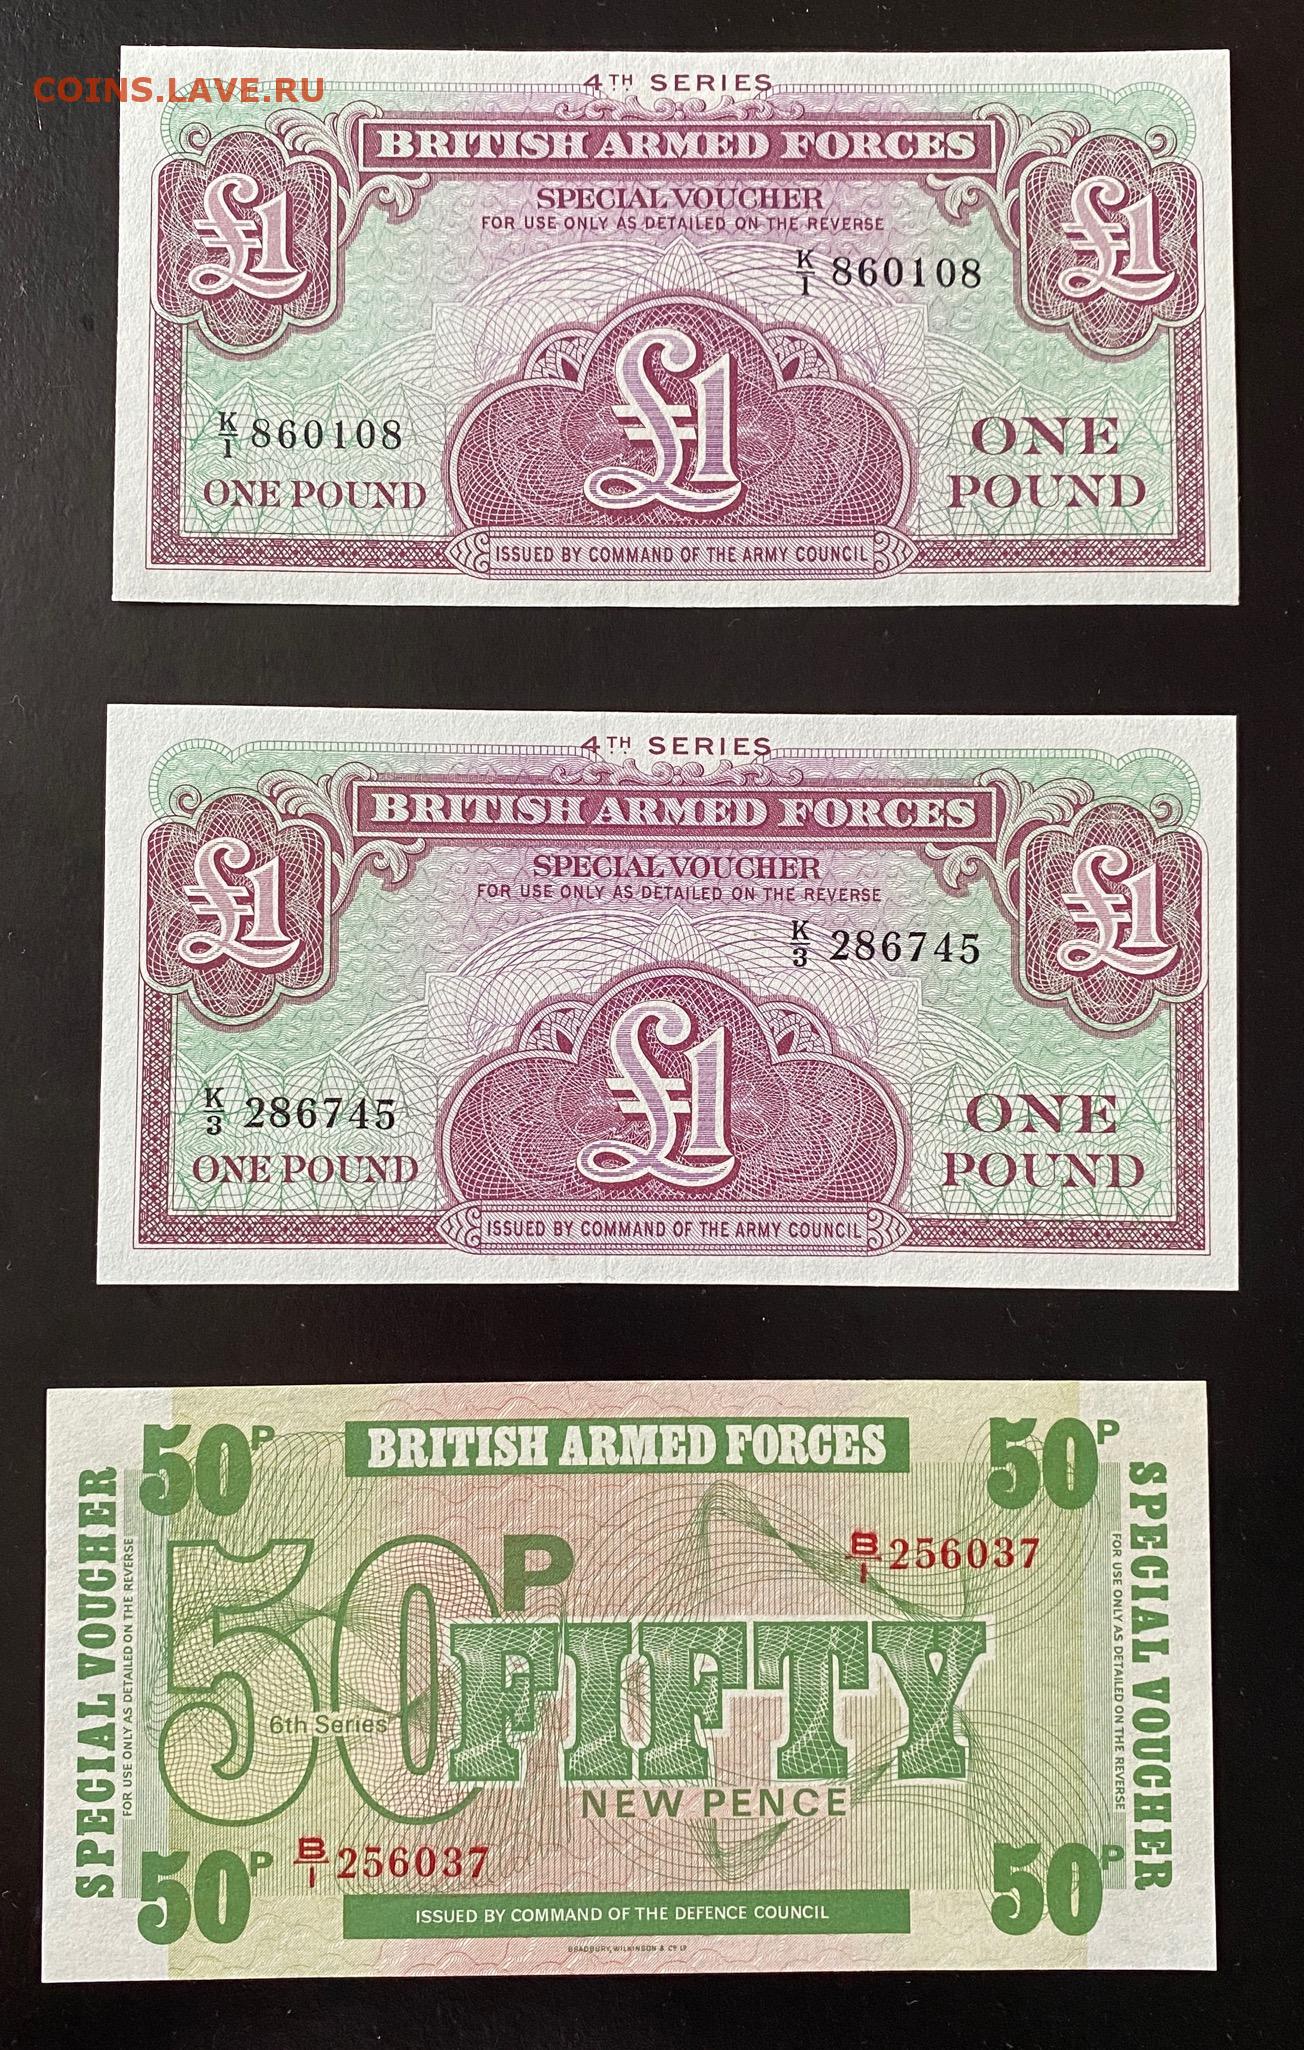 COINS.LAVE.RU
4TH SERIES
BRITISH ARMED FORCES
£1
£1
SPECIAL VOUCHER
FOR USE ONLY AS DETAILED ON THE REVERSE
K/1 860108
£1
K/1 860108
ONE POUND
ONE
POUND
ISSUED BY COMMAND OF THE ARMY COUNCIL
4TH SERIES
BRITISH ARMED FORCES
£1
£1
SPECIAL VOUCHER
FOR USE ONLY AS DETAILED ON THE REVERSE
K/3 286745
£1
K/3 286745
ONE POUND
ONE
POUND
ISSUED BY COMMAND OF THE ARMY COUNCIL
50P
BRITISH ARMED FORCES
50P
SPECIAL VOUCHER
FOR USE ONLY AS DETAILED ON THE REVERSE
B/1 256037
50P
FIFTY
6th Series
NEW PENCE
SPECIAL VOUCHER
FOR USE ONLY AS DETAILED ON THE REVERSE
B/1 256037
50P
50P
ISSUED BY COMMAND OF THE DEFENCE COUNCIL
BRADBURY, WILKINSON & Co. LD